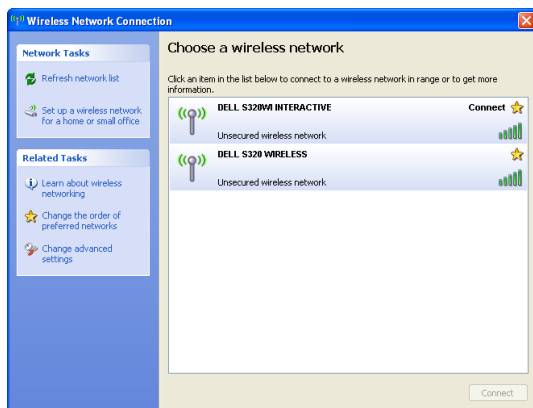 Wireless Network Connection
Network Tasks
Refresh network list
Set up a wireless network
for a home or small office
Related Tasks
Learn about wireless
networking
Change the order of
preferred networks
Change advanced
settings
Choose a wireless network
Click an item in the list below to connect to a wireless network in range or to get more
information.
DELL S320WI INTERACTIVE
Connect
Unsecured wireless network
DELL S320 WIRELESS
Unsecured wireless network
Connect